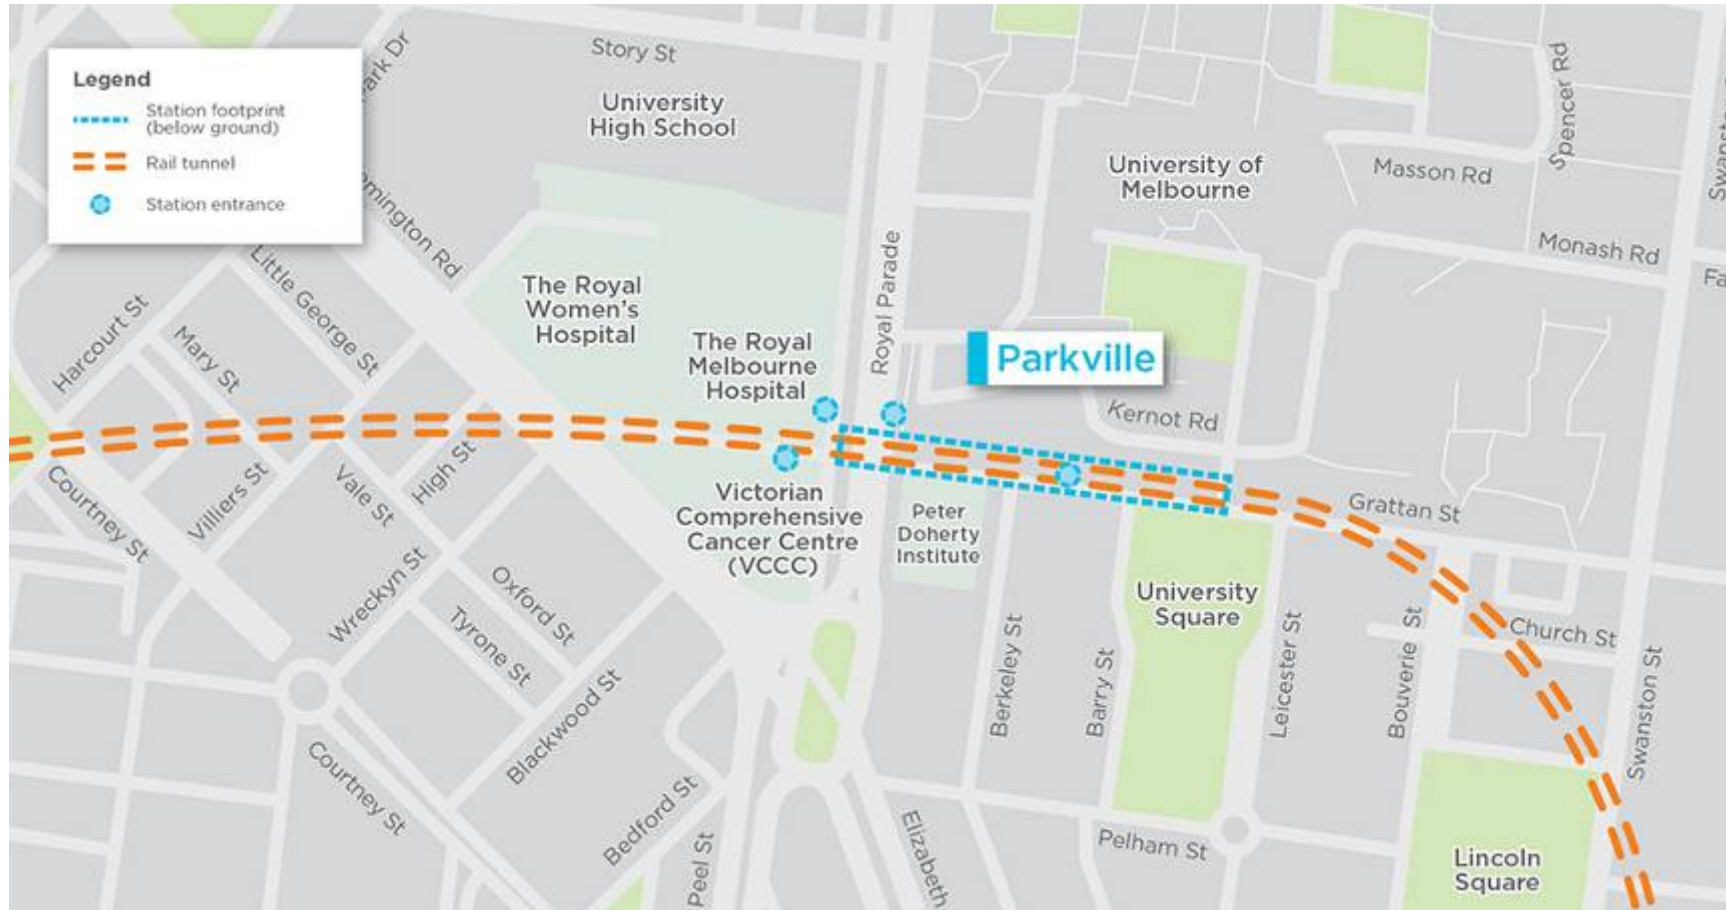 Legend
Station footprint
(below ground)
Rail tunnel
Station entrance
Story St
University
High School
University of
Melbourne
Masson Rd
Spencer Rd
Monash Rd
Little George St
Harcourt St
Mary St
The Royal
Women's
Hospital
The Royal
Melbourne
Hospital
Royal Parade
Parkville
Kernot Rd
Courtney St
Villiers St
Vale St
High St
Victorian
Comprehensive
Cancer Centre
(VCCC)
Peter
Doherty
Institute
Grattan St
Wreckyn St
Oxford St
Tyrone St
Blackwood St
University
Square
Berkeley St
Barry St
Leicester St
Bouverie St
Church St
Swanston St
Courtney St
Bedford St
Peel St
Elizabeth
Pelham St
Lincoln
Square